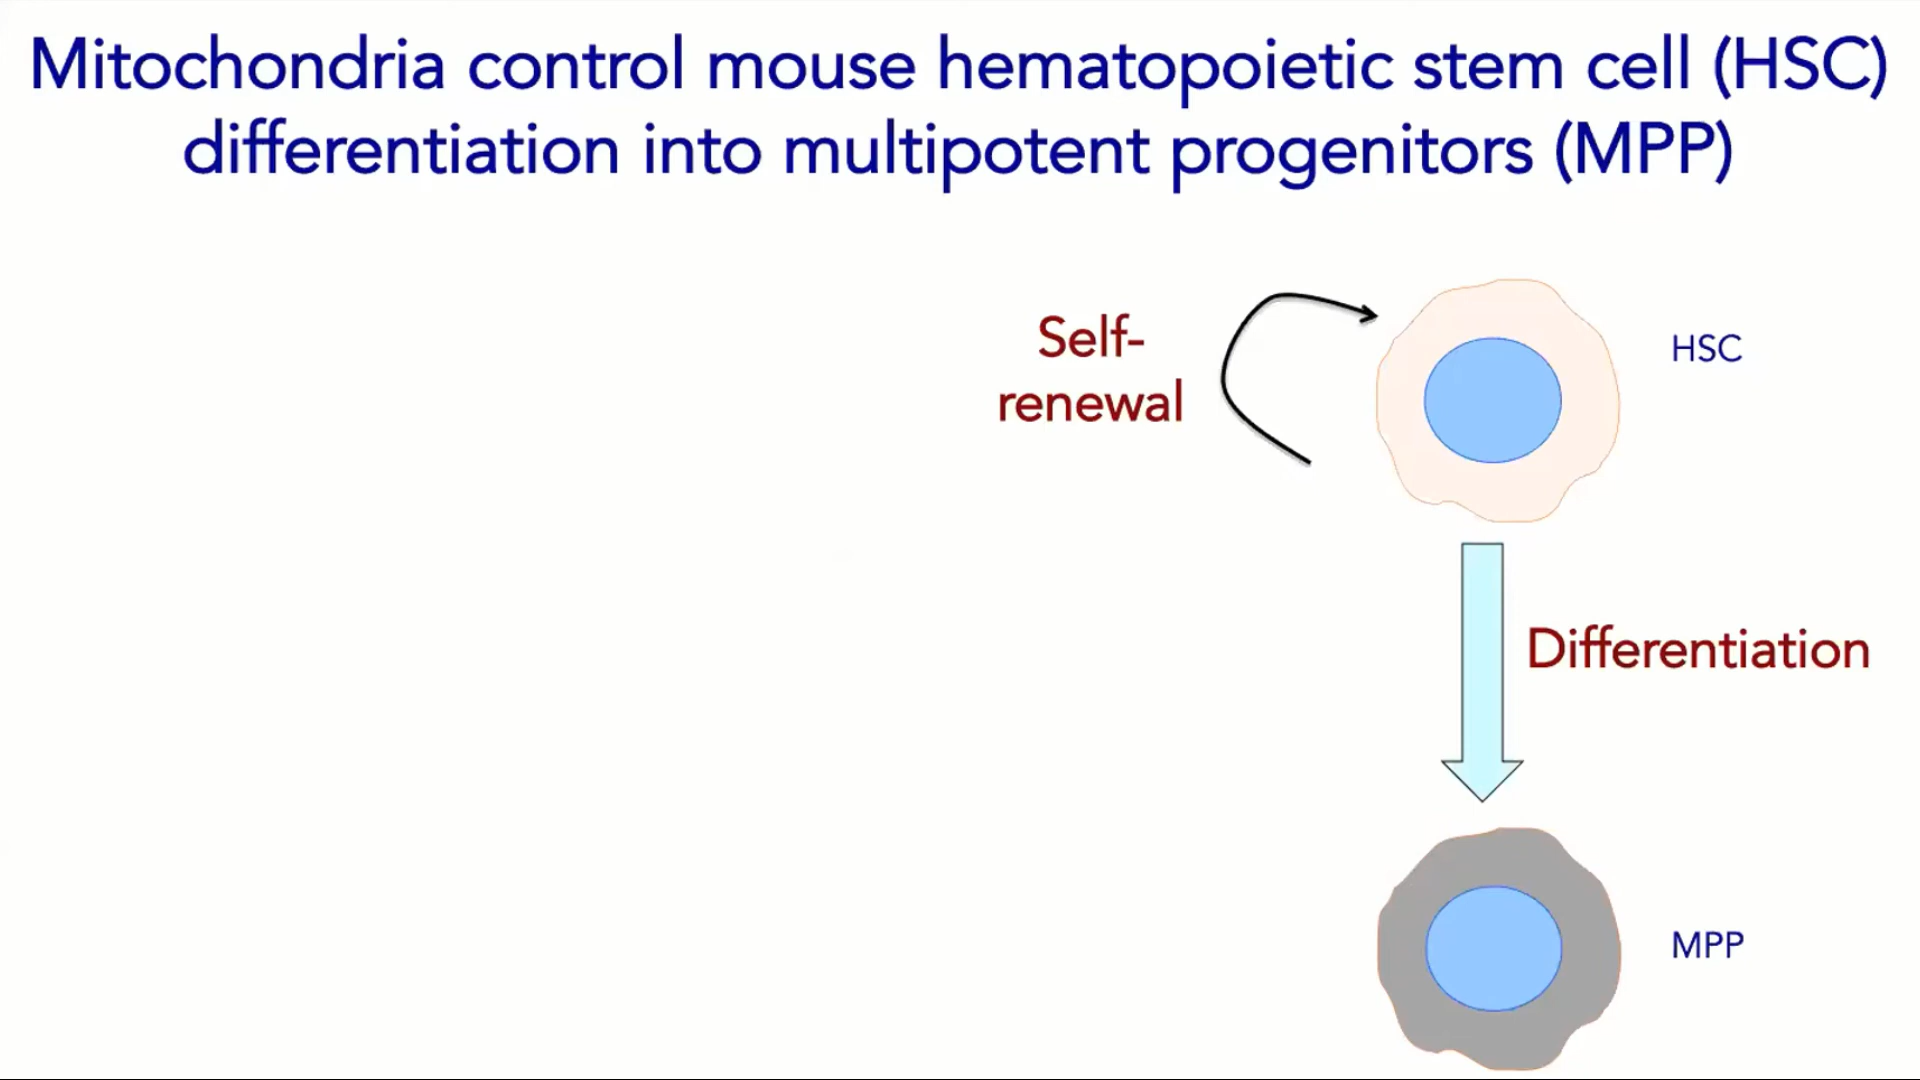 Mitochondria control mouse hematopoietic stem cell (HSC)
differentiation into multipotent progenitors (MPP)
Self-
renewal
HSC
Differentiation
MPP